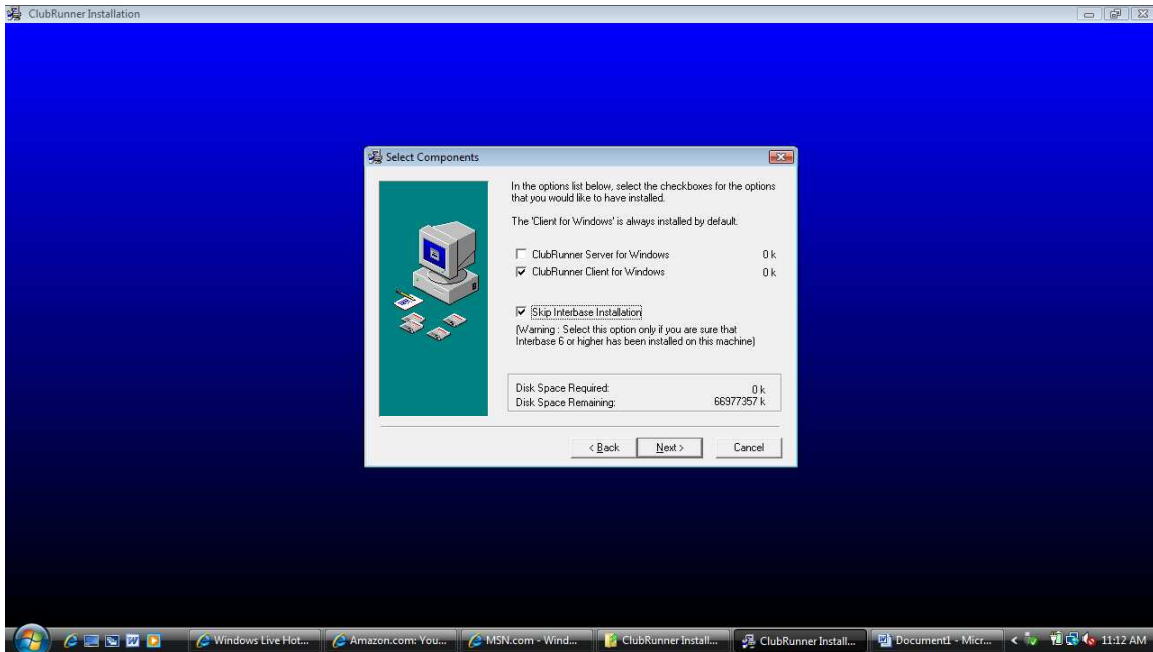 ClubRunner Installation
Select Components
In the options list below, select the checkboxes for the options
that you would like to have installed.
The 'Client for Windows' is always installed by default.
ClubRunner Server for Windows 0 k
ClubRunner Client for Windows 0 k
Skip Interbase Installation
(Warning : Select this option only if you are sure that
Interbase 6 or higher has been installed on this machine)
Disk Space Required: 0 k
Disk Space Remaining: 66977357 k
< Back Next > Cancel
Windows Live Hot... Amazon.com: You... MSN.com - Wind... ClubRunner Install... ClubRunner Install... Document1 - Micr... < 11:12 AM